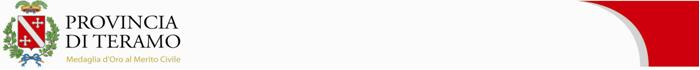 PROVINCIA
DI TERAMO
Medaglia d'Oro al Merito Civile